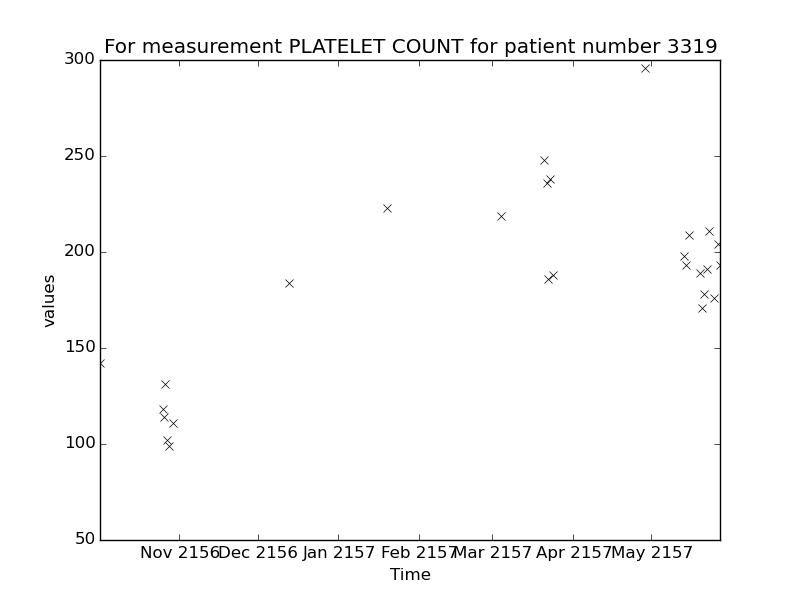 For measurement PLATELET COUNT for patient number 3319
300
250
200
150
100
50
values
Nov 2156 Dec 2156 Jan 2157 Feb 2157 Mar 2157 Apr 2157 May 2157
Time